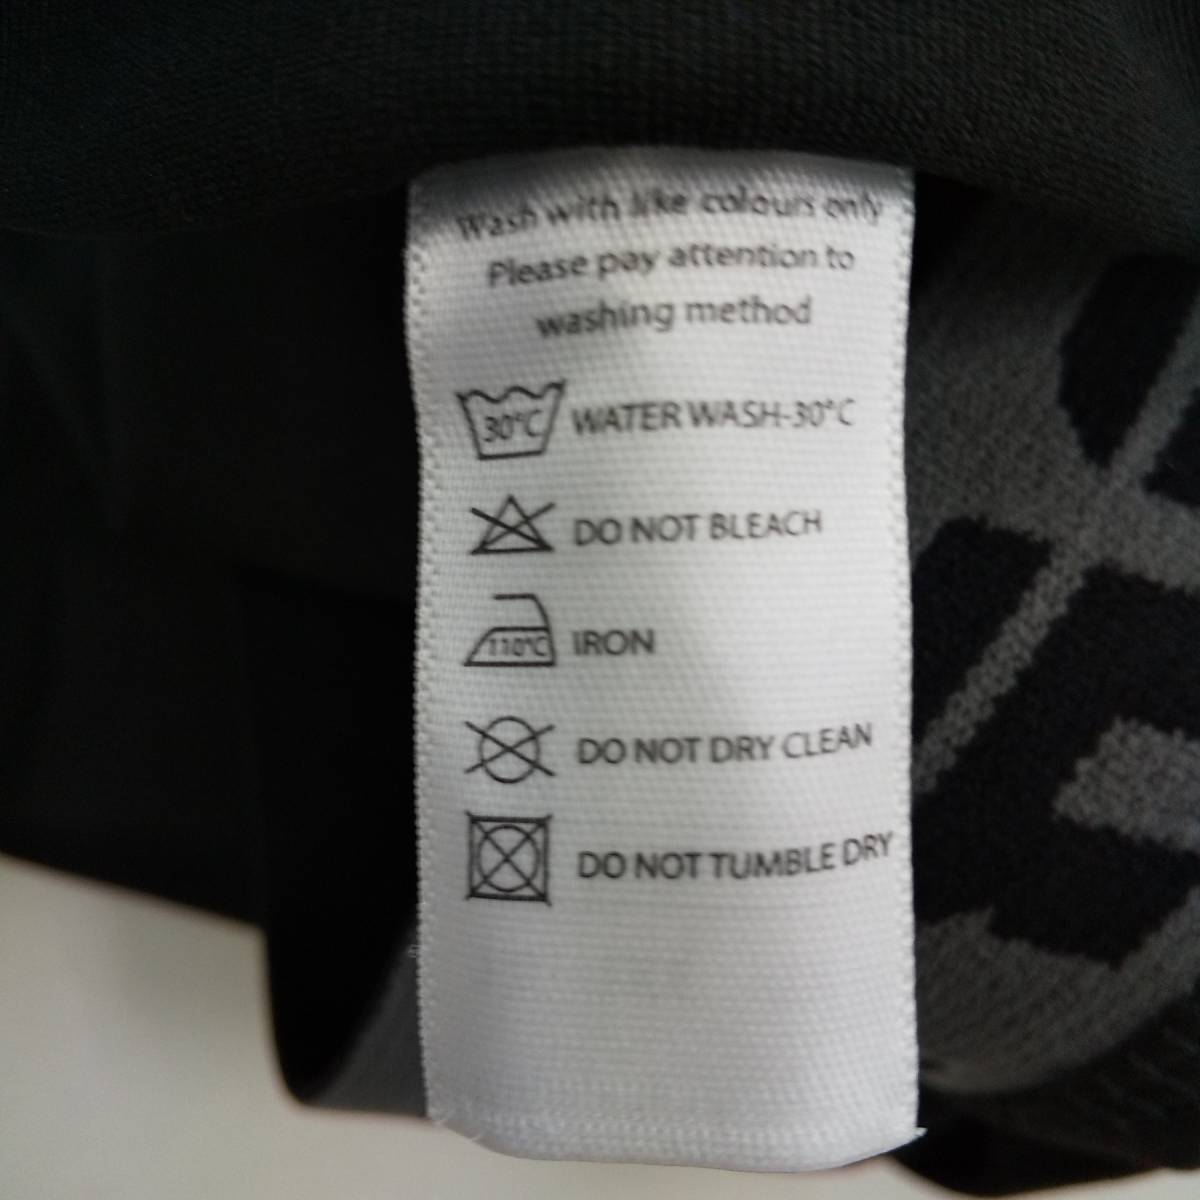 Wash with like colours only
Please pay attention to
washing method
30°C WATER WASH-30°C
DO NOT BLEACH
110°C IRON
DO NOT DRY CLEAN
DO NOT TUMBLE DRY